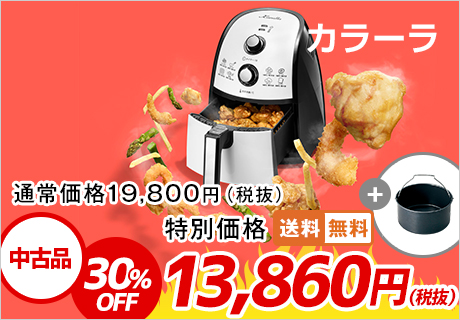 カラーラ
通常価格19,800円（税抜）
特別価格 送料 無料
中古品
30%
OFF
13,860円(税抜)
+